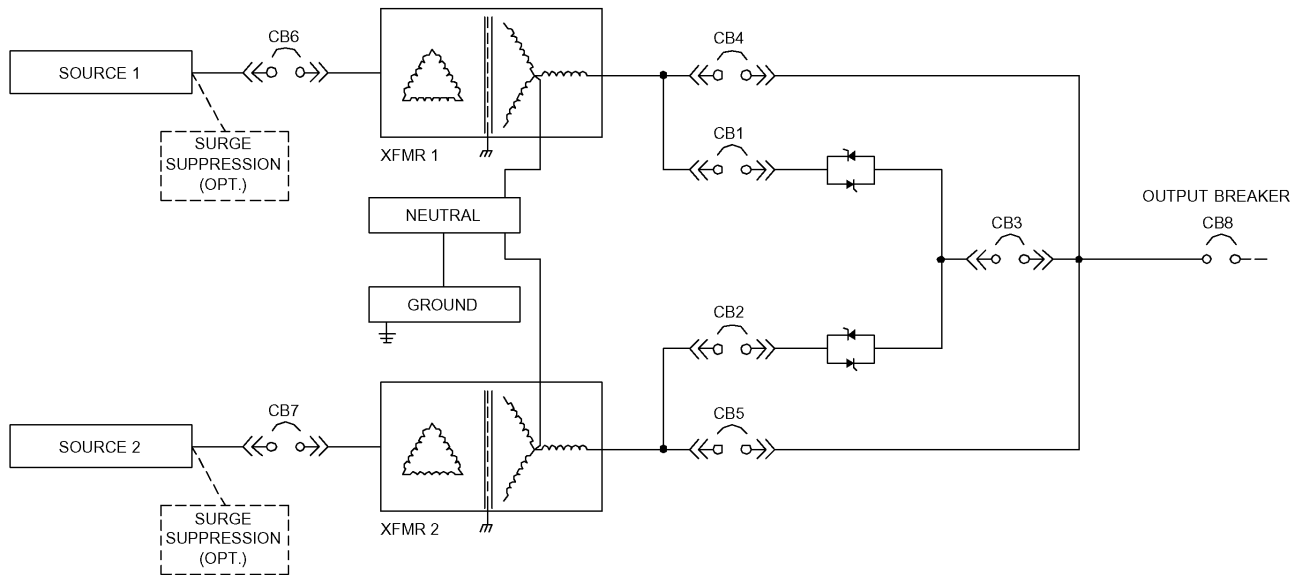 CB6
CB4
SOURCE 1
SURGE
SUPPRESSION
(OPT.)
XFMR 1
CB1
NEUTRAL
OUTPUT BREAKER
CB3
CB8
GROUND
CB2
CB7
CB5
SOURCE 2
SURGE
SUPPRESSION
(OPT.)
XFMR 2